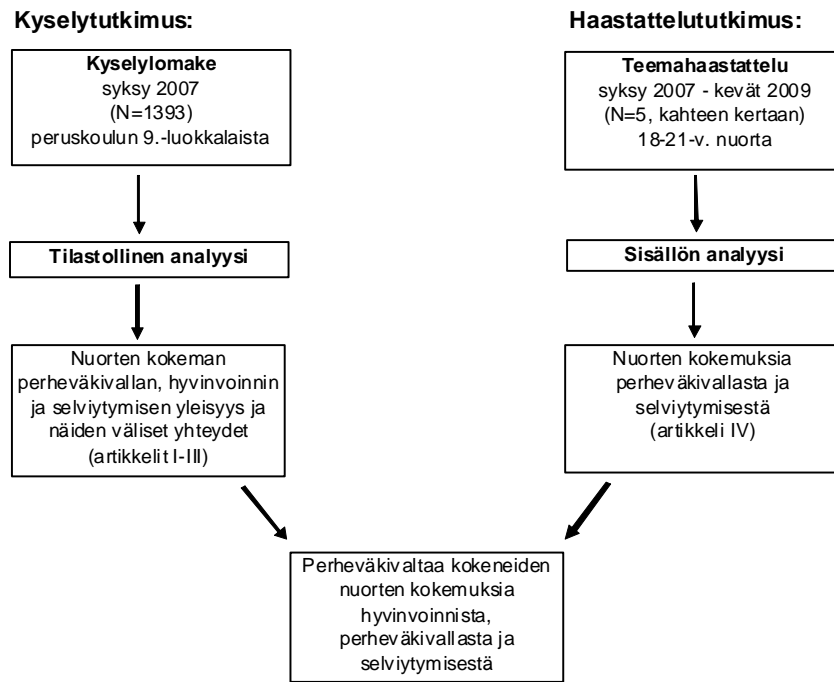 Kyselytutkimus:
Kyselylomake
syksy 2007
(N=1393)
peruskoulun 9.-luokkalaista
Tilastollinen analyysi
Nuorten kokeman
perheväkivallan, hyvinvoinnin
ja selviytymisen yleisyys ja
näiden väliset yhteydet
(artikkelit I-III)
Haastattelututkimus:
Teemahaastattelu
syksy 2007 - kevät 2009
(N=5, kahteen kertaan)
18-21-v. nuorta
Sisällön analyysi
Nuorten kokemuksia
perheväkivallasta ja
selviytymisestä
(artikkeli IV)
Perheväkivaltaa kokeneiden
nuorten kokemuksia
hyvinvoinnista,
perheväkivallasta ja
selviytymisestä